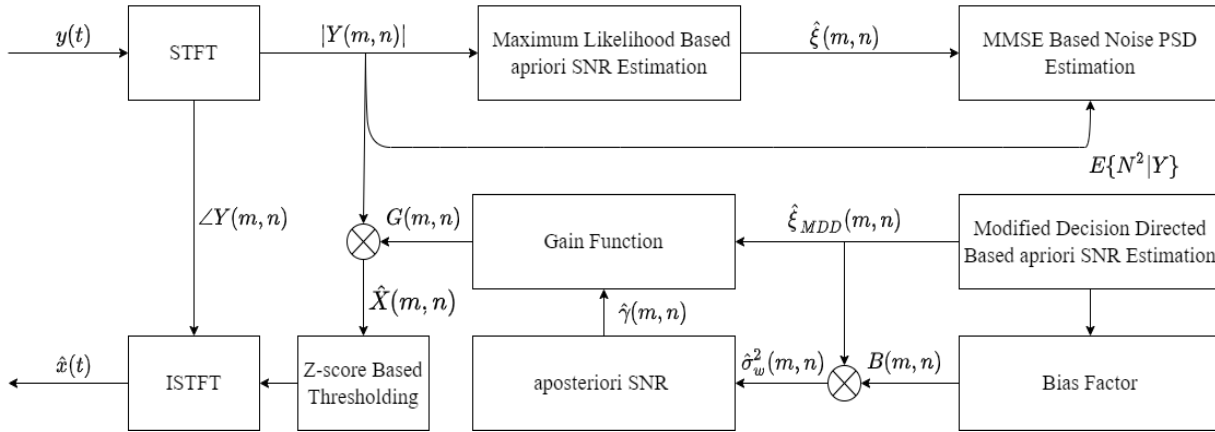 y(t)
STFT
|Y(m, n)|
Maximum Likelihood Based
apriori SNR Estimation
ξ̂(m, n)
MMSE Based Noise PSD
Estimation
E{N²|Y}
∠Y(m, n)
G(m, n)
Gain Function
ξ̂_MDD(m, n)
Modified Decision Directed
Based apriori SNR Estimation
X̂(m, n)
γ̂(m, n)
x̂(t)
ISTFT
Z-score Based
Thresholding
aposteriori SNR
σ̂²_w(m, n)
B(m, n)
Bias Factor